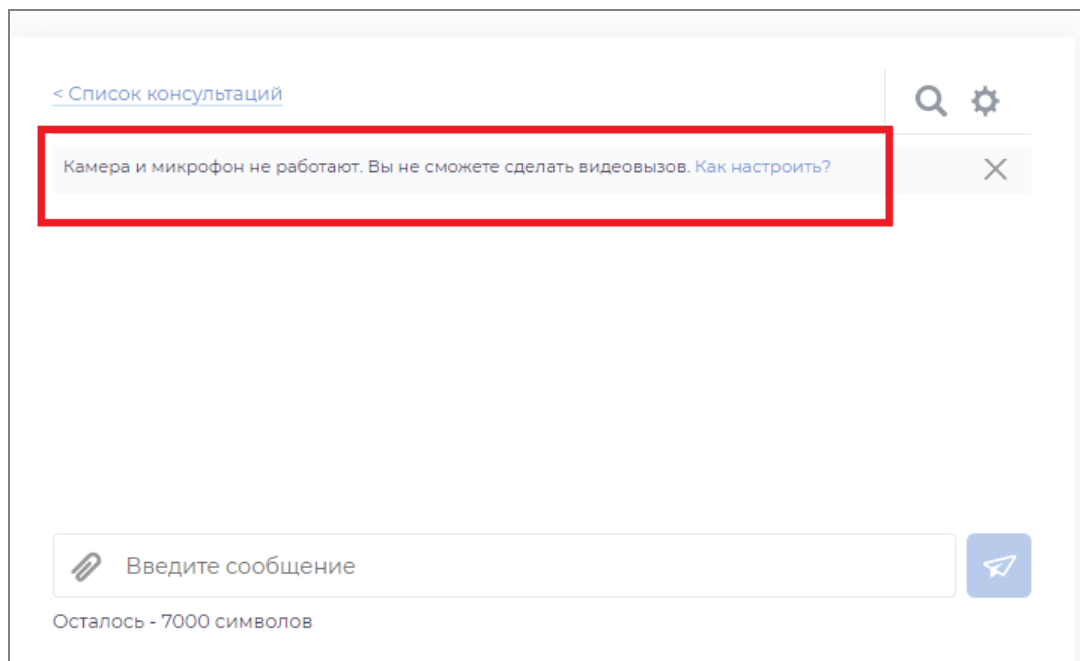 < Список консультаций
Камера и микрофон не работают. Вы не сможете сделать видеовызов. Как настроить?
Введите сообщение
Осталось - 7000 символов